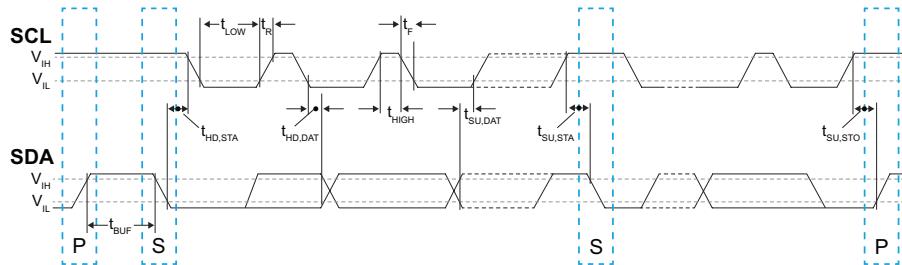 SCL
t_LOW t_R t_F
V_IH
V_IL
t_HD,STA t_HD,DAT t_HIGH t_SU,DAT t_SU,STA t_SU,STO
SDA
V_IH
V_IL
t_BUF
P S S P